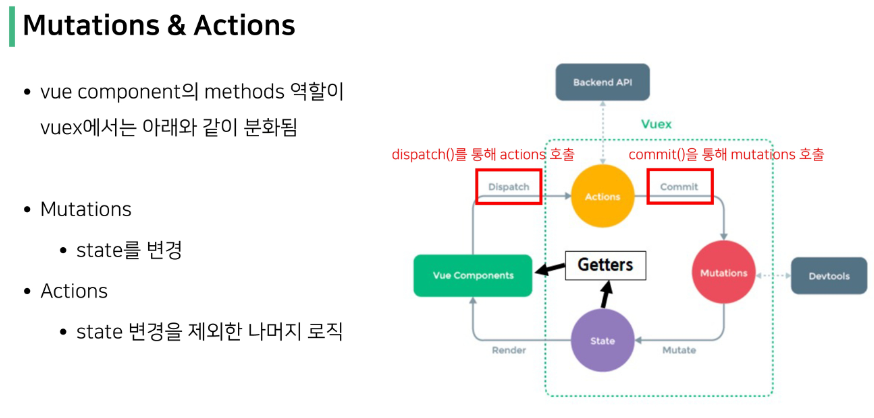 Mutations & Actions
• vue component의 methods 역할이
vuex에서는 아래와 같이 분화됨
• Mutations
• state를 변경
• Actions
• state 변경을 제외한 나머지 로직
Backend API
Vuex
dispatch()를 통해 actions 호출
commit()을 통해 mutations 호출
Dispatch
Actions
Commit
Vue Components
Getters
Mutations
Devtools
State
Render
Mutate